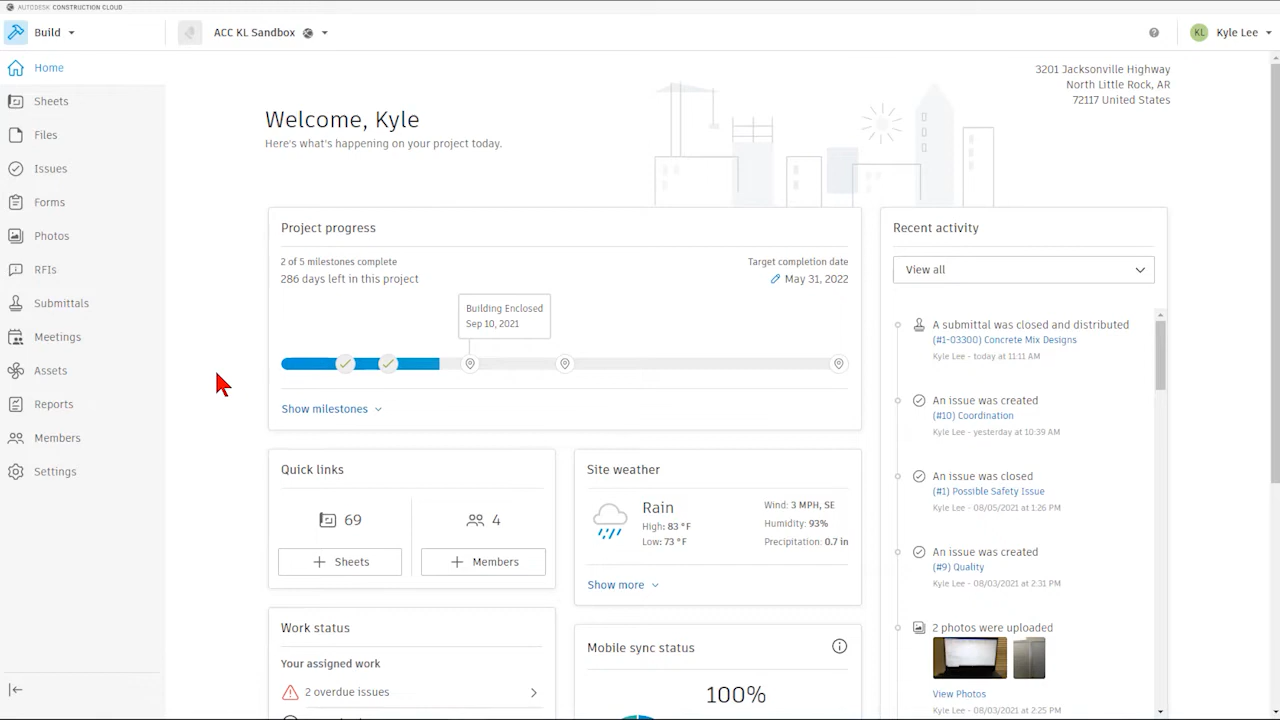 AUTODESK CONSTRUCTION CLOUD
Build
ACC KL Sandbox
KL
Kyle Lee
Home
Sheets
Files
Issues
Forms
Photos
RFIs
Submittals
Meetings
Assets
Reports
Members
Settings
3201 Jacksonville Highway
North Little Rock, AR
72117 United States
Welcome, Kyle
Here's what's happening on your project today.
Project progress
2 of 5 milestones complete
286 days left in this project
Target completion date
May 31, 2022
Building Enclosed
Sep 10, 2021
Show milestones
Quick links
69
4
+ Sheets
+ Members
Work status
Your assigned work
2 overdue issues
Site weather
Rain
High: 83 °F
Low: 73 °F
Wind: 3 MPH, SE
Humidity: 93%
Precipitation: 0.7 in
Show more
Mobile sync status
100%
Recent activity
View all
A submittal was closed and distributed
(#1-03300) Concrete Mix Designs
Kyle Lee - today at 11:11 AM
An issue was created
(#10) Coordination
Kyle Lee - yesterday at 10:39 AM
An issue was closed
(#1) Possible Safety Issue
Kyle Lee - 08/05/2021 at 1:26 PM
An issue was created
(#9) Quality
Kyle Lee - 08/03/2021 at 2:31 PM
2 photos were uploaded
View Photos
Kyle Lee - 08/03/2021 at 2:25 PM